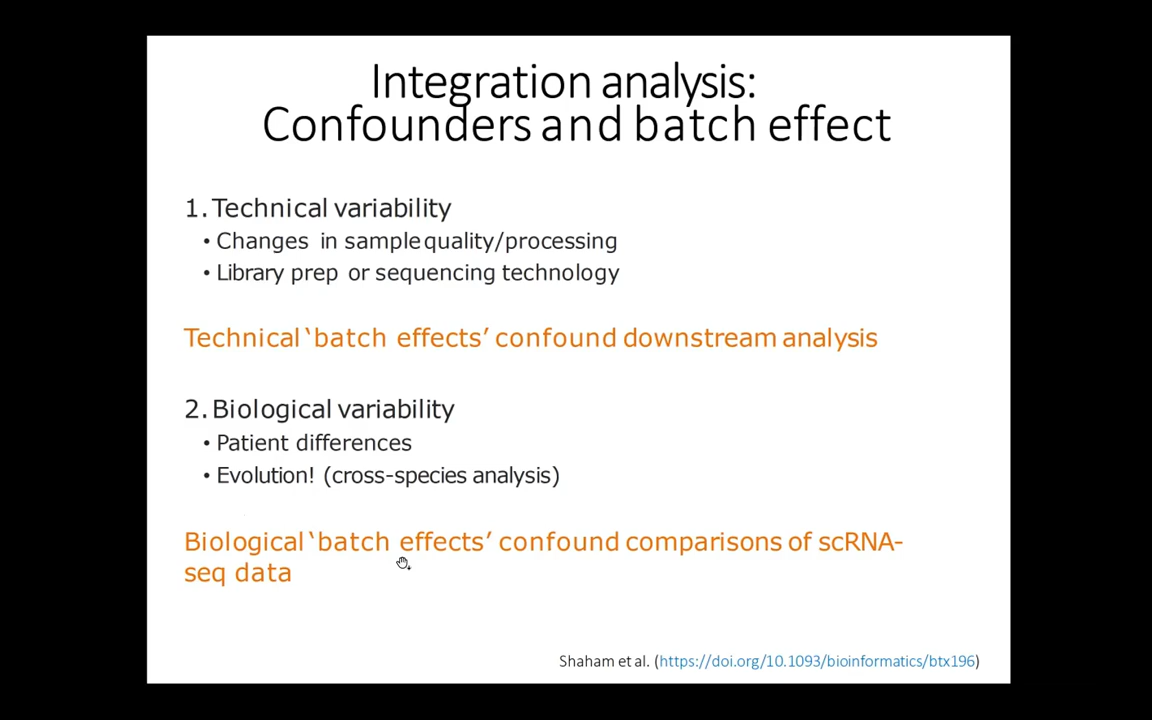 Integration analysis:
Confounders and batch effect
1. Technical variability
• Changes in sample quality/processing
• Library prep or sequencing technology
Technical ‘batch effects’ confound downstream analysis
2. Biological variability
• Patient differences
• Evolution! (cross-species analysis)
Biological ‘batch effects’ confound comparisons of scRNA-
seq data
Shaham et al. (https://doi.org/10.1093/bioinformatics/btx196)